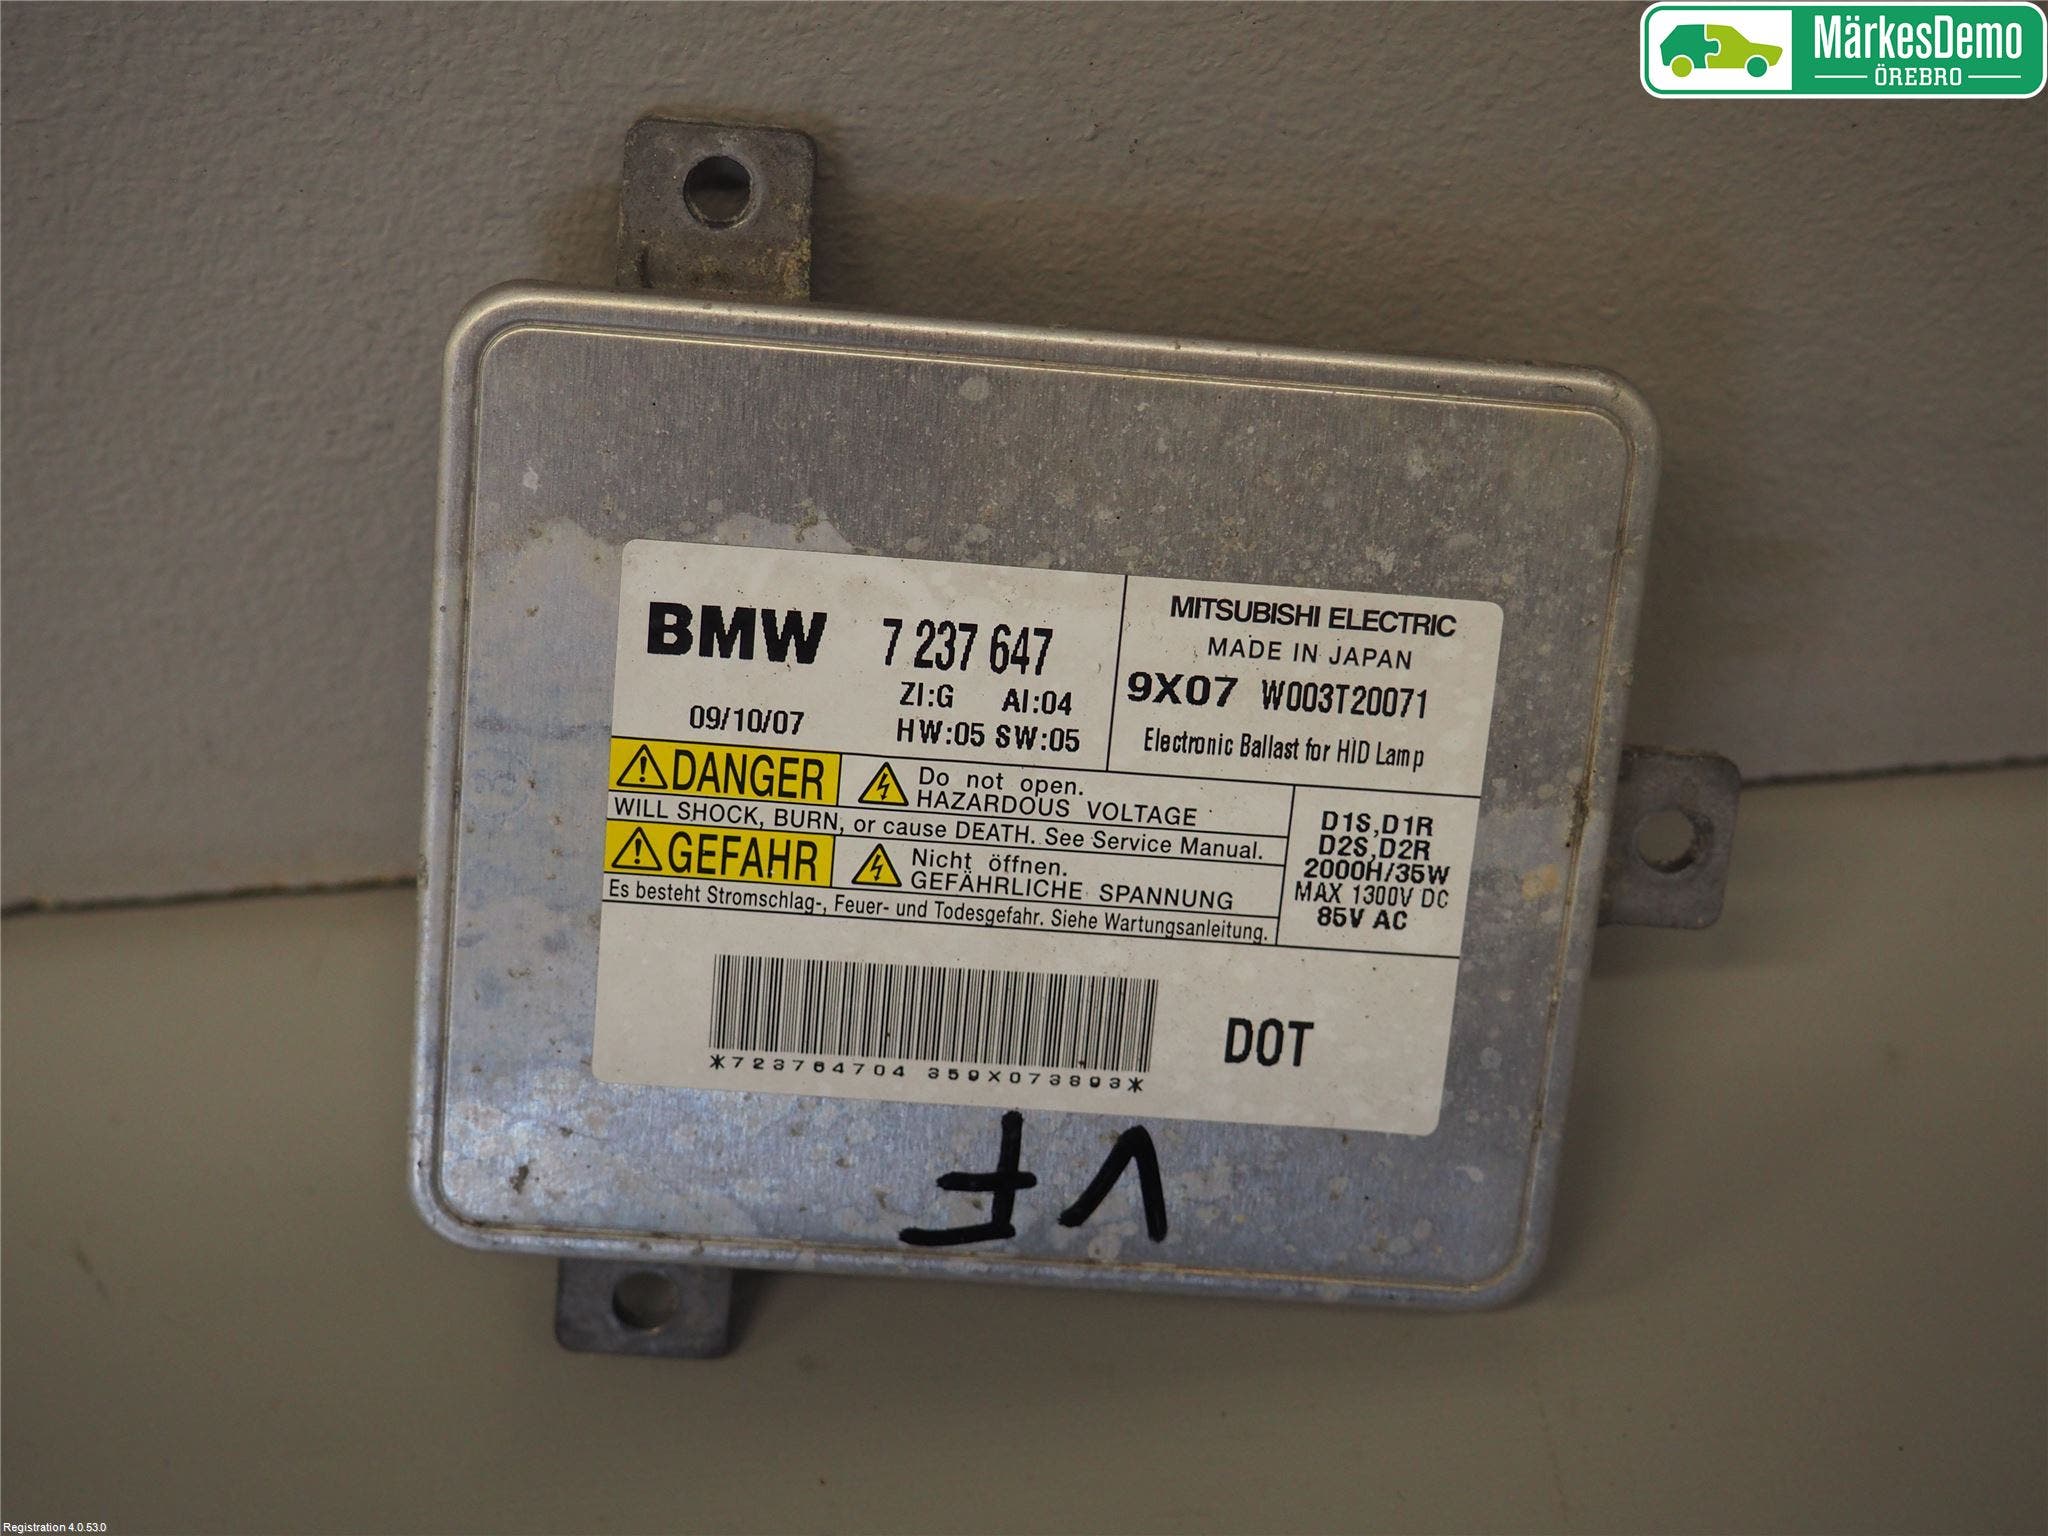 MärkesDemo
ÖREBRO
BMW 7 237 647
ZI:G AI:04
09/10/07 HW:05 SW:05
MITSUBISHI ELECTRIC
MADE IN JAPAN
9X07 W003T20071
Electronic Ballast for HID Lamp
DANGER
Do not open.
HAZARDOUS VOLTAGE
WILL SHOCK, BURN, or cause DEATH. See Service Manual.
GEFAHR
Nicht öffnen.
GEFÄHRLICHE SPANNUNG
Es besteht Stromschlag-, Feuer- und Todesgefahr. Siehe Wartungsanleitung.
D1S,D1R
D2S,D2R
2000H/35W
MAX 1300V DC
85V AC
*723764704 359X073893*
DOT
VF
Registration 4.0.53.0